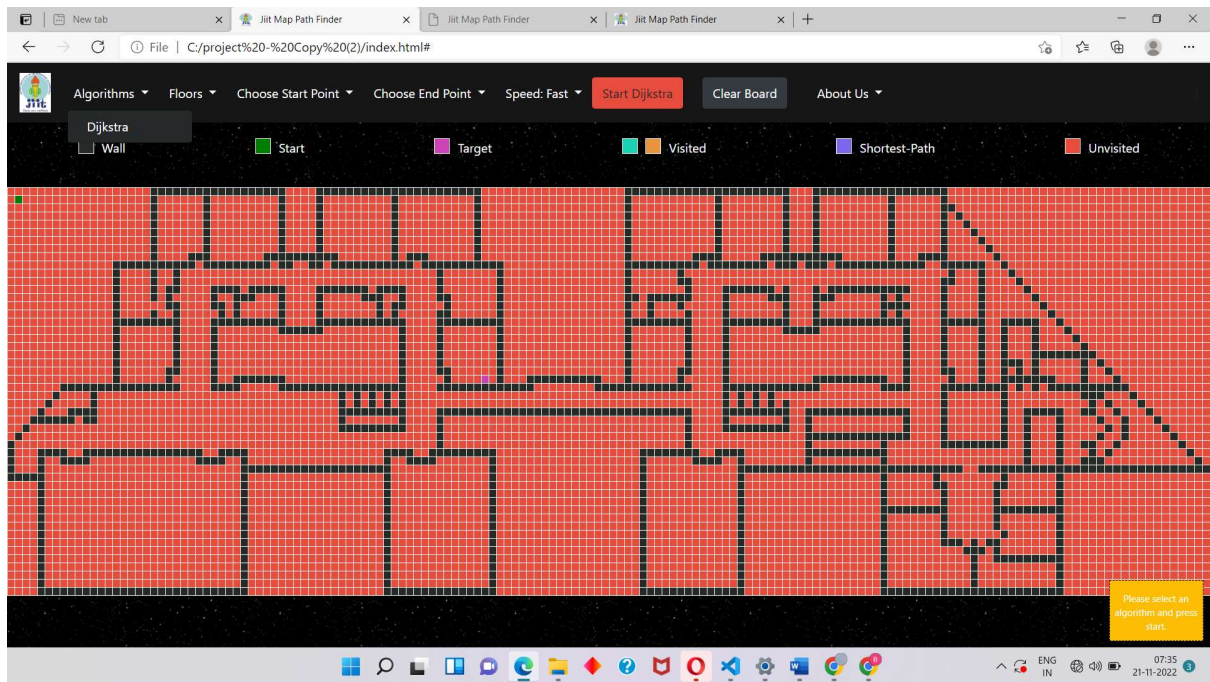 New tab
Jiit Map Path Finder
Jiit Map Path Finder
Jiit Map Path Finder
File | C:/project%20-%20Copy%20(2)/index.html#
JIIT
Algorithms
Floors
Choose Start Point
Choose End Point
Speed: Fast
Start Dijkstra
Clear Board
About Us
Dijkstra
Wall
Start
Target
Visited
Shortest-Path
Unvisited
Please select an
algorithm and press
start.
ENG
IN
07:35
21-11-2022
3